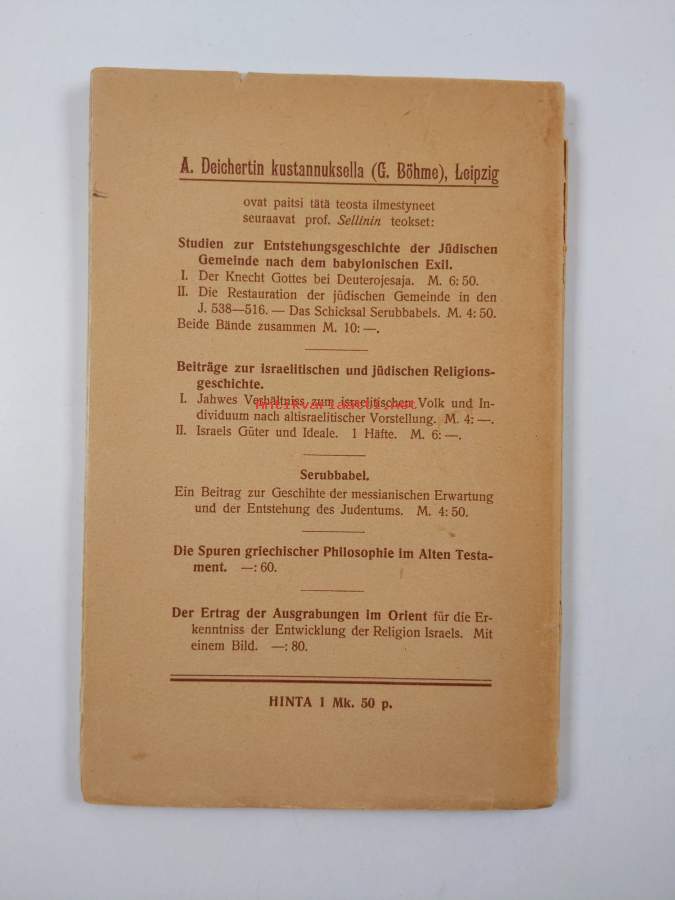 A. Deichertin kustannuksella (G. Böhme), Leipzig
ovat paitsi tätä teosta ilmestyneet
seuraavat prof. Sellinin teokset:
Studien zur Entstehungsgeschichte der Jüdischen
Gemeinde nach dem babylonischen Exil.
I. Der Knecht Gottes bei Deuterojesaja. M. 6: 50.
II. Die Restauration der jüdischen Gemeinde in den
J. 538—516. — Das Schicksal Serubbabels. M. 4: 50.
Beide Bände zusammen M. 10: —.
Beiträge zur israelitischen und jüdischen Religions-
geschichte.
I. Jahwes Verhältniss zum israelitischen Volk und In-
antikvariaatti.net
dividuum nach altisraelitischer Vorstellung. M. 4: —.
II. Israels Güter und Ideale. 1 Häfte. M. 6: —.
Serubbabel.
Ein Beitrag zur Geschihte der messianischen Erwartung
und der Entstehung des Judentums. M. 4: 50.
Die Spuren griechischer Philosophie im Alten Testa-
ment. —: 60.
Der Ertrag der Ausgrabungen im Orient für die Er-
kenntniss der Entwicklung der Religion Israels. Mit
einem Bild. —: 80.
HINTA 1 Mk. 50 p.